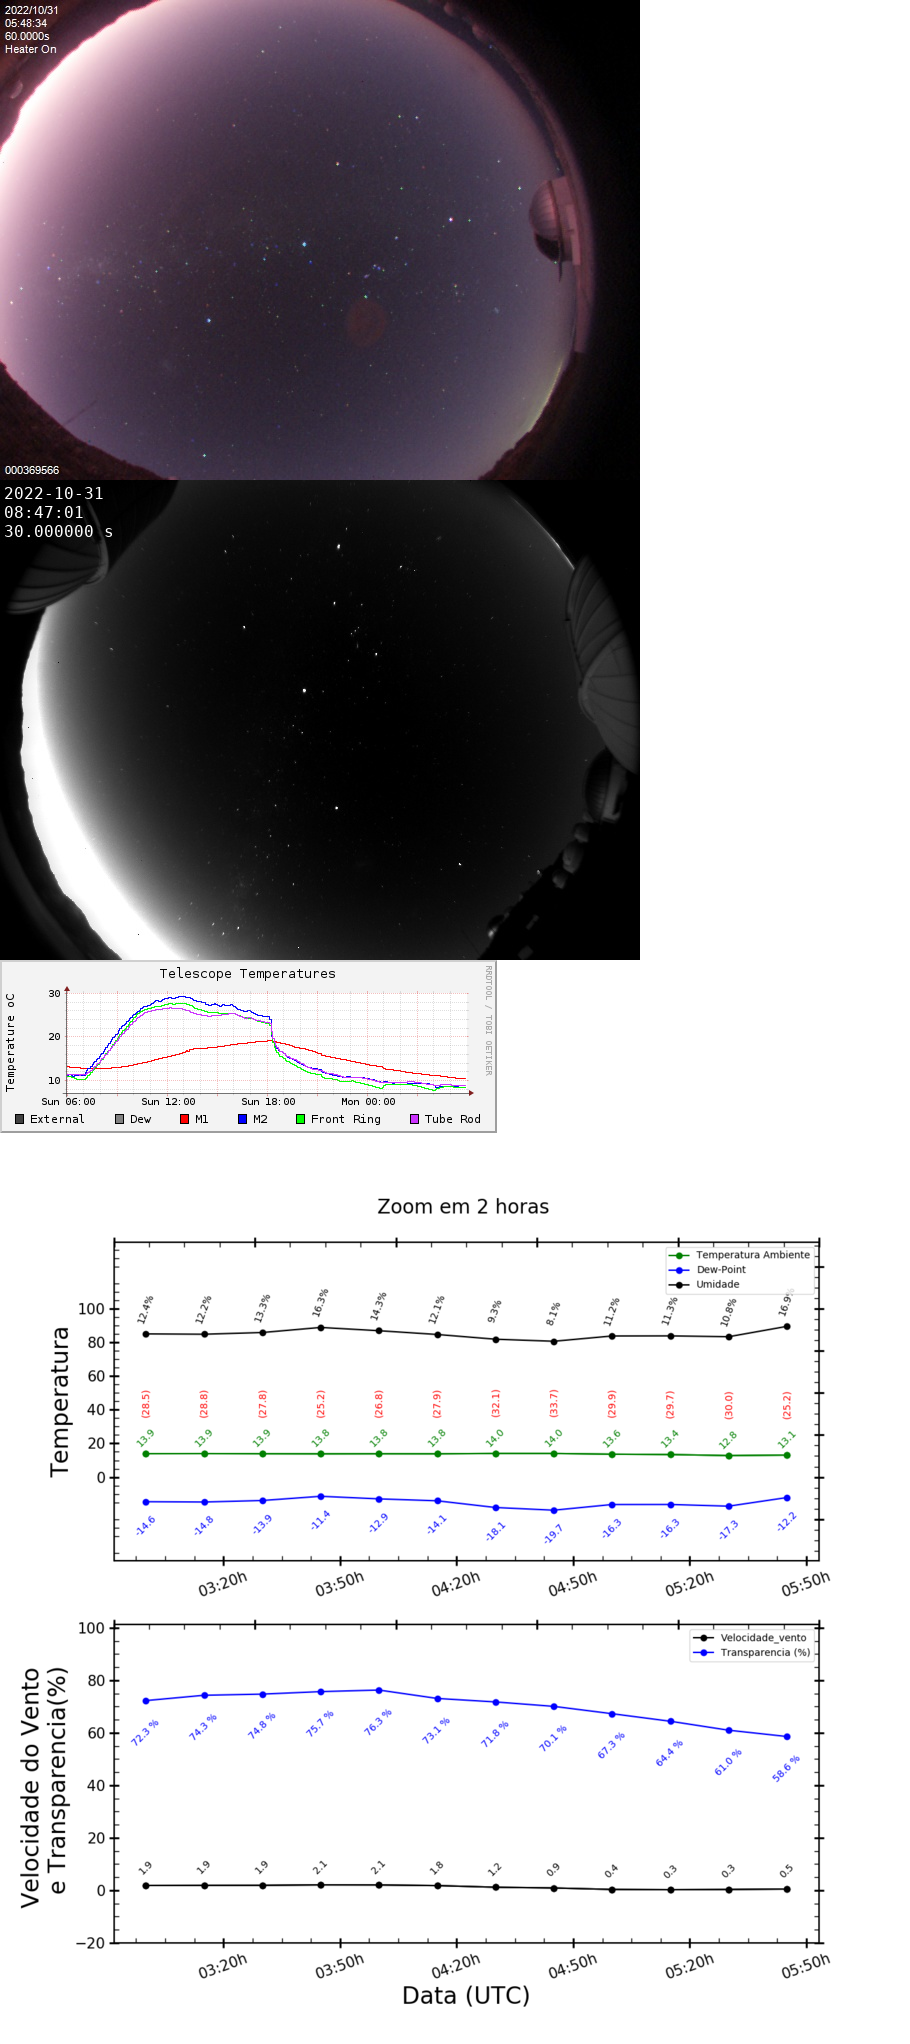 2022/10/31
05:48:34
60.0000s
Heater On
000369566
2022-10-31
08:47:01
30.000000 s
Telescope Temperatures
Temperature oC
30
20
10
Sun 06:00 Sun 12:00 Sun 18:00 Mon 00:00
External Dew M1 M2 Front Ring Tube Rod
RRDTOOL / TOBI OETIKER
Zoom em 2 horas
Temperatura
Temperatura Ambiente
Dew-Point
Umidade
100
80
60
40
20
0
12.4% 12.2% 13.3% 16.3% 14.3% 12.1% 9.3% 8.1% 11.2% 11.3% 10.8% 16.9%
(28.5) (28.8) (27.8) (25.2) (26.8) (27.9) (32.1) (33.7) (29.9) (29.7) (30.0) (25.2)
13.9 13.9 13.9 13.8 13.8 13.8 14.0 14.0 13.6 13.4 12.8 13.1
-14.6 -14.8 -13.9 -11.4 -12.9 -14.1 -18.1 -19.7 -16.3 -16.3 -17.3 -12.2
03:20h 03:50h 04:20h 04:50h 05:20h 05:50h
Velocidade do Vento
e Transparencia(%)
Velocidade_vento
Transparencia (%)
100
80
60
40
20
0
−20
72.3 % 74.3 % 74.8 % 75.7 % 76.3 % 73.1 % 71.8 % 70.1 % 67.3 % 64.4 % 61.0 % 58.6 %
1.9 1.9 1.9 2.1 2.1 1.8 1.2 0.9 0.4 0.3 0.3 0.5
03:20h 03:50h 04:20h 04:50h 05:20h 05:50h
Data (UTC)